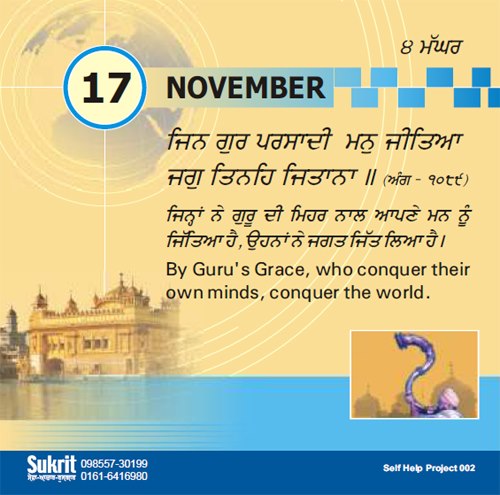 ੪ ਮੱਘਰ
17 NOVEMBER
ਜਿਨ ਗੁਰ ਪਰਸਾਦੀ ਮਨੁ ਜੀਤਿਆ
ਜਗੁ ਤਿਨਹਿ ਜਿਤਾਨਾ ॥ (ਅੰਗ - ੧੦੮੯)
ਜਿਨ੍ਹਾਂ ਨੇ ਗੁਰੂ ਦੀ ਮਿਹਰ ਨਾਲ ਆਪਣੇ ਮਨ ਨੂੰ
ਜਿੱਤਿਆ ਹੈ, ਉਹਨਾਂ ਨੇ ਜਗਤ ਜਿੱਤ ਲਿਆ ਹੈ।
By Guru's Grace, who conquer their
own minds, conquer the world.
Sukrit 098557-30199
0161-6416980
Self Help Project 002